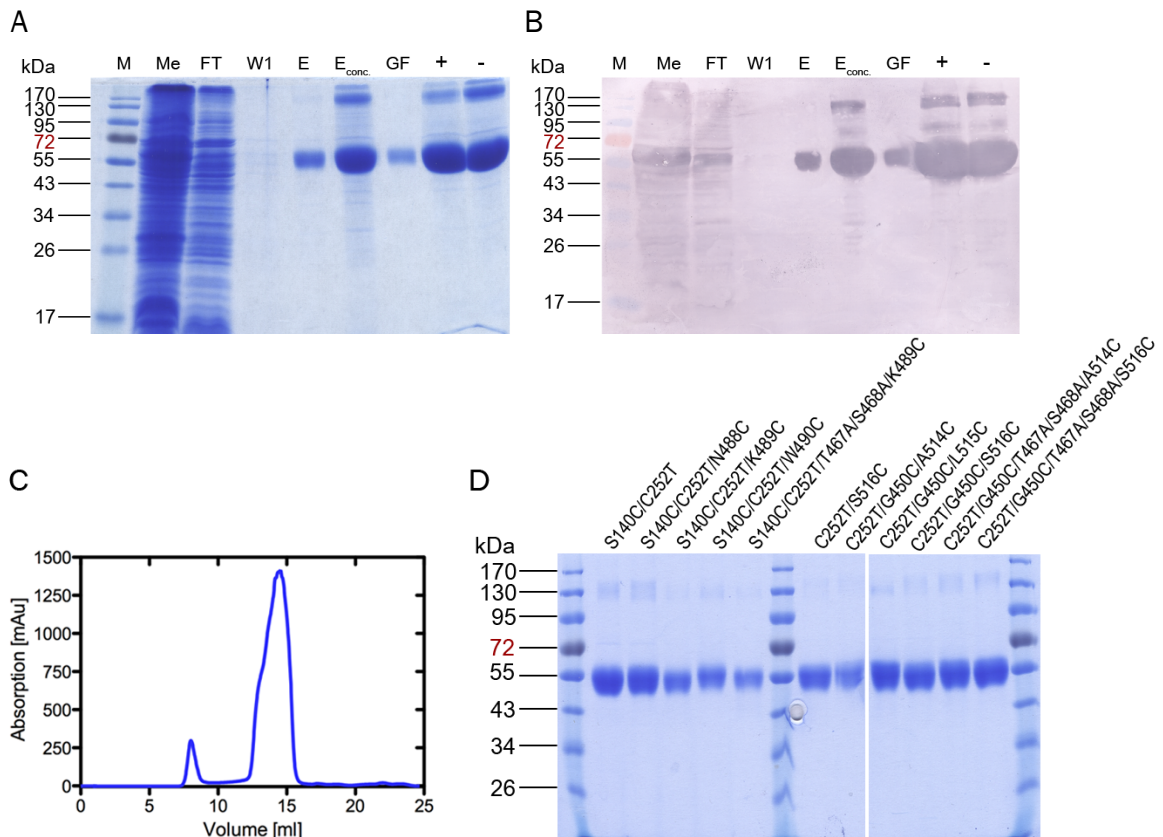 A
kDa M Me FT W1 E Econc. GF + -
170
130
95
72
55
43
34
26
17
B
kDa M Me FT W1 E Econc. GF + -
170
130
95
72
55
43
34
26
17
C
Absorption [mAu]
1500
1250
1000
750
500
250
0
0 5 10 15 20 25
Volume [ml]
D
S140C/C252T
S140C/C252T/N488C
S140C/C252T/K489C
S140C/C252T/W490C
S140C/C252T/T467A/S468A/K489C
C252T/S516C
C252T/G450C/A514C
C252T/G450C/L515C
C252T/G450C/S516C
C252T/G450C/T467A/S468A/A514C
C252T/G450C/T467A/S468A/S516C
kDa
170
130
95
72
55
43
34
26